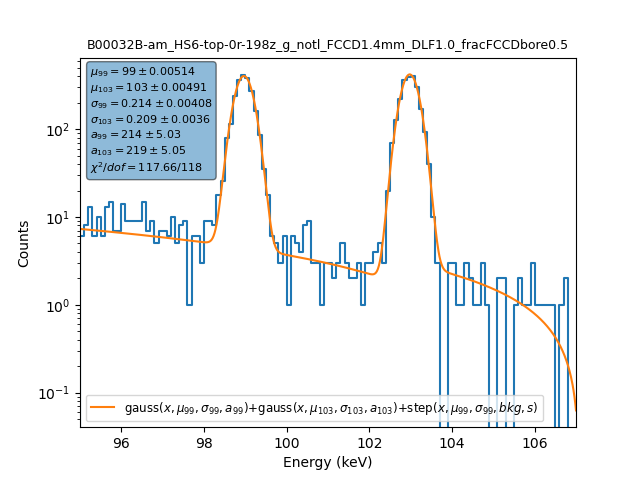 B00032B-am_HS6-top-0r-198z_g_notl_FCCD1.4mm_DLF1.0_fracFCCDbore0.5
μ₉₉ = 99 ± 0.00514
μ₁₀₃ = 103 ± 0.00491
σ₉₉ = 0.214 ± 0.00408
σ₁₀₃ = 0.209 ± 0.0036
a₉₉ = 214 ± 5.03
a₁₀₃ = 219 ± 5.05
χ²/dof = 117.66/118
Counts
10²
10¹
10⁰
10⁻¹
gauss(x, μ₉₉, σ₉₉, a₉₉)+gauss(x, μ₁₀₃, σ₁₀₃, a₁₀₃)+step(x, μ₉₉, σ₉₉, bkg, s)
96 98 100 102 104 106
Energy (keV)